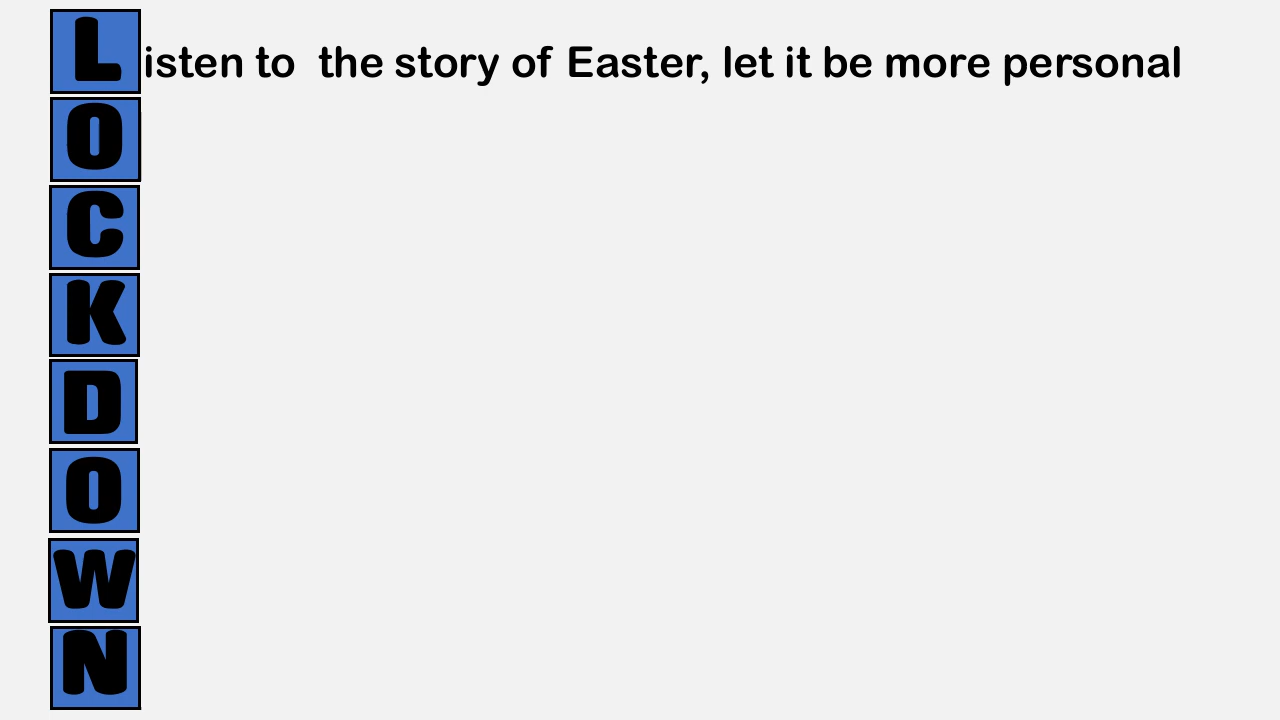 Listen to  the story of Easter, let it be more personal
O
C
K
D
O
W
N